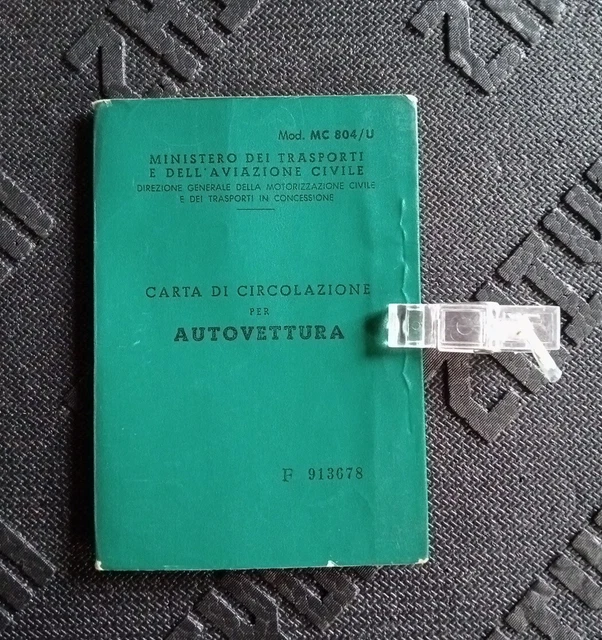 Mod. MC 804/U
MINISTERO DEI TRASPORTI
E DELL'AVIAZIONE CIVILE
DIREZIONE GENERALE DELLA MOTORIZZAZIONE CIVILE
E DEI TRASPORTI IN CONCESSIONE
CARTA DI CIRCOLAZIONE
PER
AUTOVETTURA
F 913678